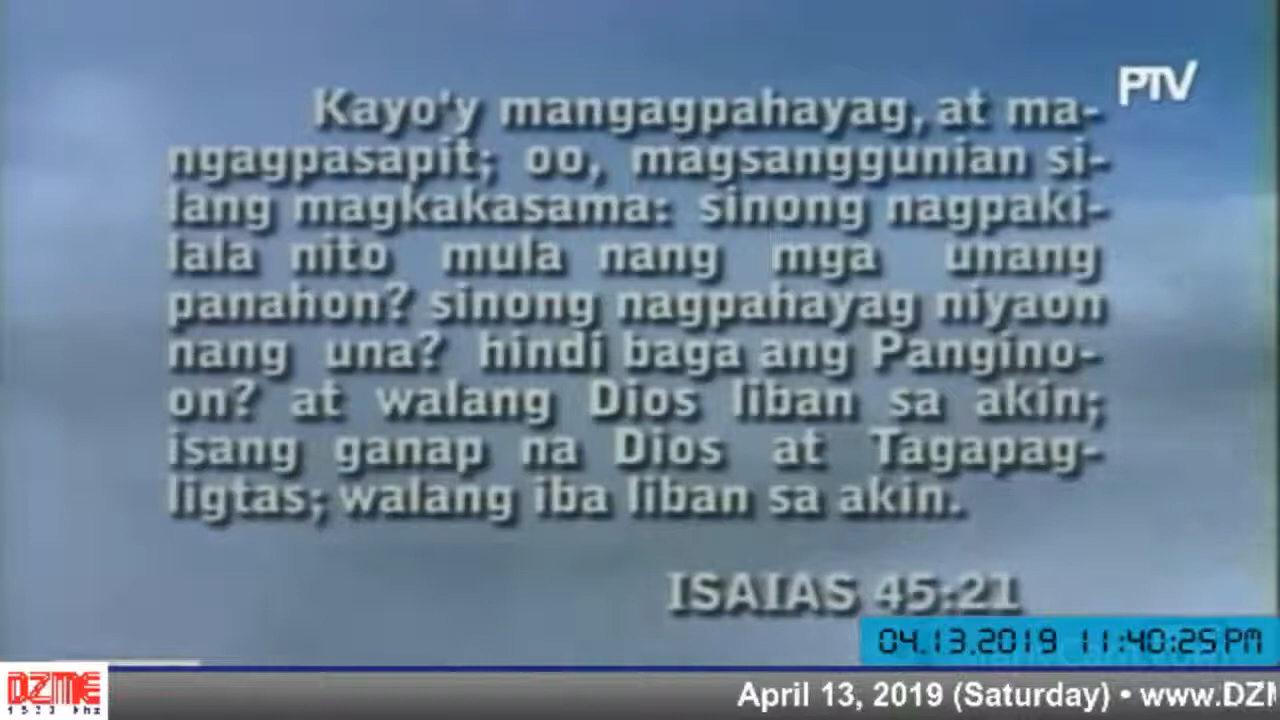 PTV
Kayo'y mangagpahayag, at ma-
ngagpasapit; oo, magsanggunian si-
lang magkakasama: sinong nagpaki-
lala nito mula nang mga unang
panahon? sinong nagpahayag niyaon
nang una? hindi baga ang Pangino-
on? at walang Dios liban sa akin;
isang ganap na Dios at Tagapag-
ligtas; walang iba liban sa akin.
ISAIAS 45:21
04.13.2019 11:40:25 PM
DZME
1530 khz
April 13, 2019 (Saturday) • www.DZM